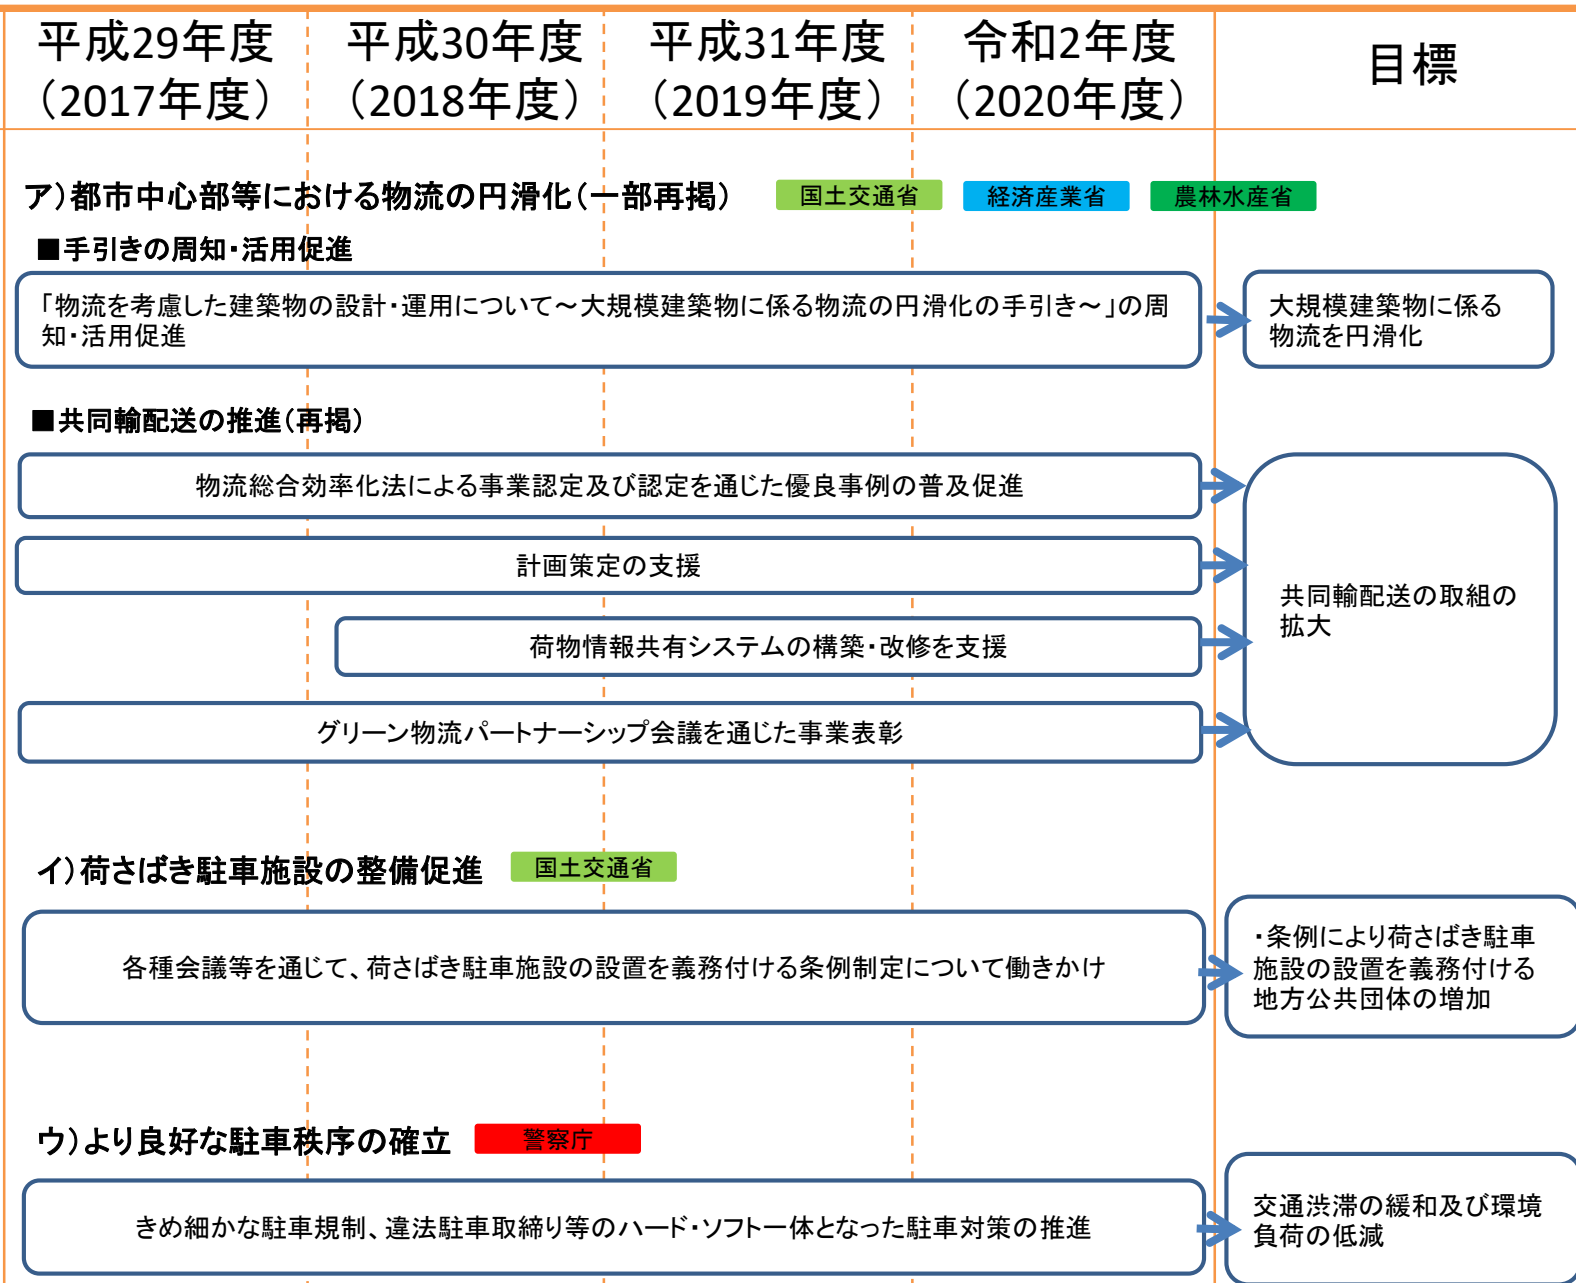 平成29年度
（2017年度）
平成30年度
（2018年度）
平成31年度
（2019年度）
令和2年度
（2020年度）
目標
ア）都市中心部等における物流の円滑化（一部再掲） 国土交通省 経済産業省 農林水産省
■手引きの周知・活用促進
「物流を考慮した建築物の設計・運用について～大規模建築物に係る物流の円滑化の手引き～」の周
知・活用促進
大規模建築物に係る
物流を円滑化
■共同輸配送の推進（再掲）
物流総合効率化法による事業認定及び認定を通じた優良事例の普及促進
計画策定の支援
荷物情報共有システムの構築・改修を支援
グリーン物流パートナーシップ会議を通じた事業表彰
共同輸配送の取組の
拡大
イ）荷さばき駐車施設の整備促進 国土交通省
各種会議等を通じて、荷さばき駐車施設の設置を義務付ける条例制定について働きかけ
・条例により荷さばき駐車
施設の設置を義務付ける
地方公共団体の増加
ウ）より良好な駐車秩序の確立 警察庁
きめ細かな駐車規制、違法駐車取締り等のハード・ソフト一体となった駐車対策の推進
交通渋滞の緩和及び環境
負荷の低減